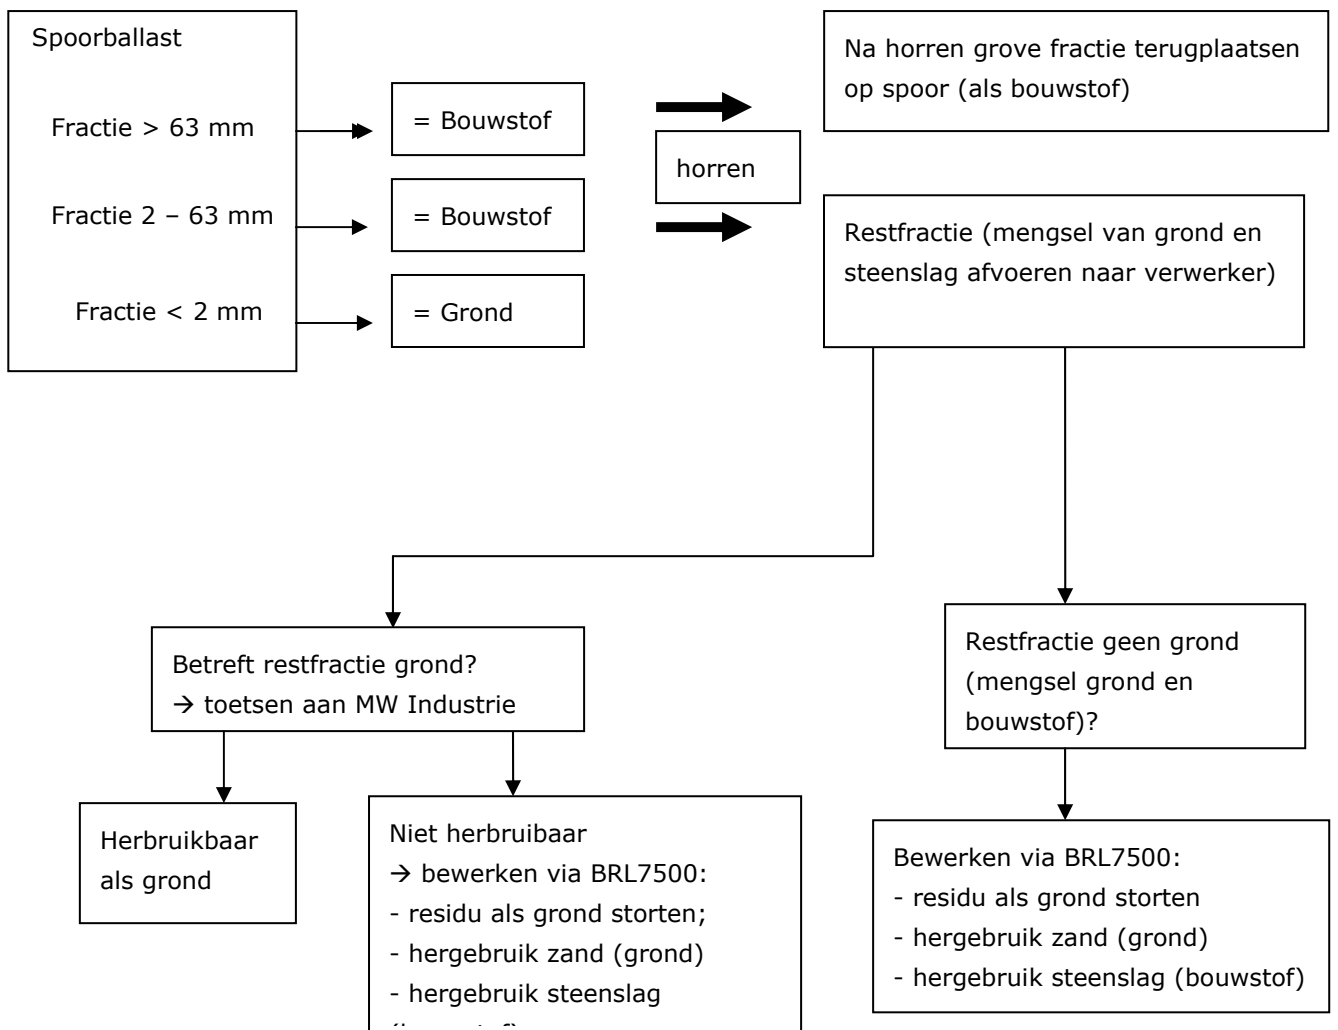 Spoorballast
Fractie > 63 mm
Fractie 2 – 63 mm
Fractie < 2 mm
= Bouwstof
= Bouwstof
= Grond
horren
Na horren grove fractie terugplaatsen
op spoor (als bouwstof)
Restfractie (mengsel van grond en
steenslag afvoeren naar verwerker)
Betreft restfractie grond?
→ toetsen aan MW Industrie
Restfractie geen grond
(mengsel grond en
bouwstof)?
Herbruikbaar
als grond
Niet herbruibaar
→ bewerken via BRL7500:
- residu als grond storten;
- hergebruik zand (grond)
- hergebruik steenslag
Bewerken via BRL7500:
- residu als grond storten
- hergebruik zand (grond)
- hergebruik steenslag (bouwstof)